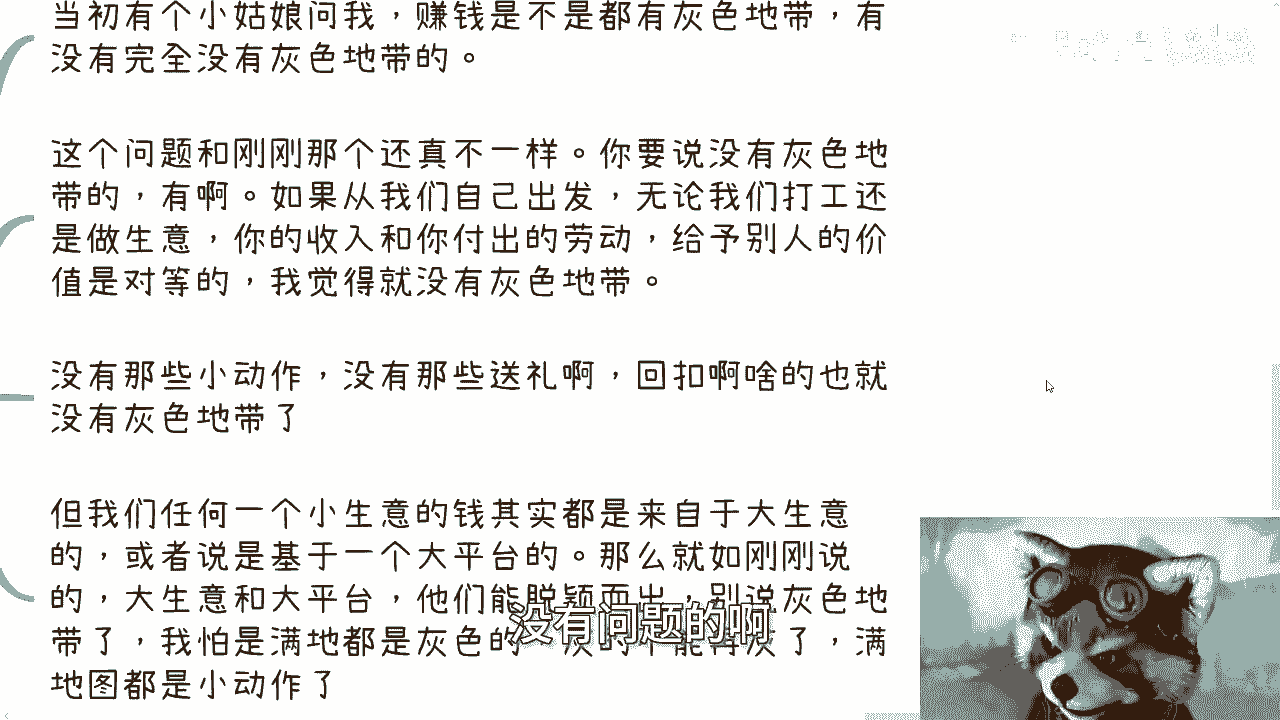 当初有个小姑娘问我，赚钱是不是都有灰色地带，有
没有完全没有灰色地带的。
这个问题和刚刚那个还真不一样。你要说没有灰色地
带的，有啊。如果从我们自己出发，无论我们打工还
是做生意，你的收入和你付出的劳动，给予别人的价
值是对等的，我觉得就没有灰色地带。
没有那些小动作，没有那些送礼啊，回扣啊啥的也就
没有灰色地带了
但我们任何一个小生意的钱其实都是来自于大生意
的，或者说是基于一个大平台的。那么就如刚刚说
的，大生意和大平台，他们能脱颖而出，别说灰色地
带了，我怕是满地都是灰色的 了，满
没有问题的啊
地图都是小动作了